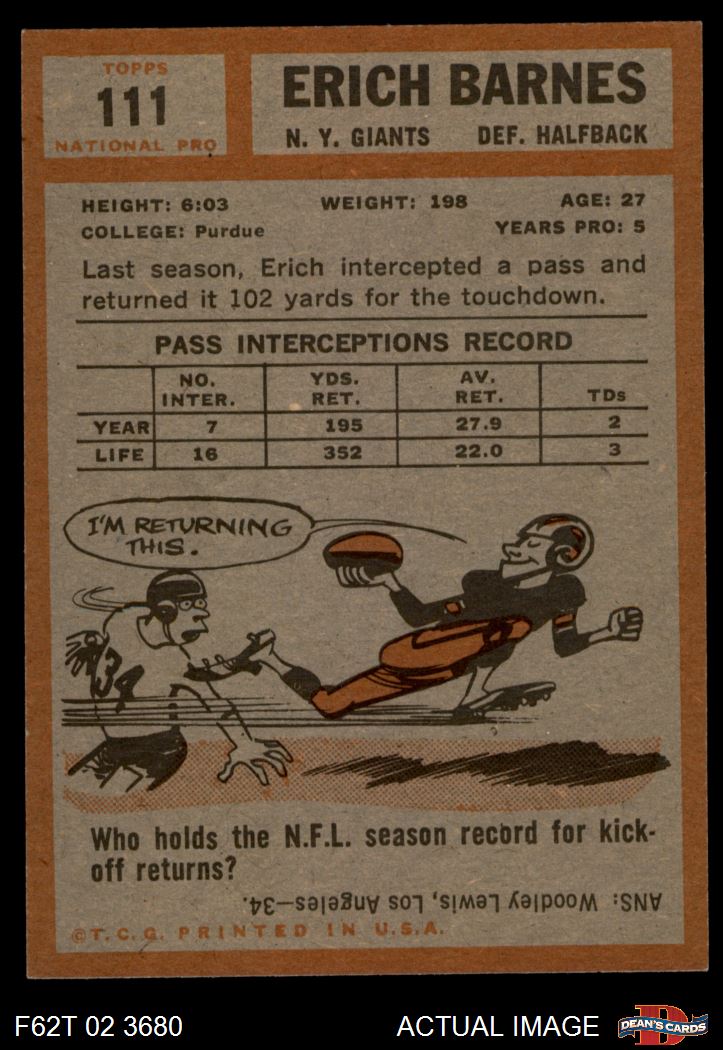 TOPPS
111
NATIONAL PRO
ERICH BARNES
N. Y. GIANTS DEF. HALFBACK
HEIGHT: 6:03 WEIGHT: 198 AGE: 27
COLLEGE: Purdue YEARS PRO: 5
Last season, Erich intercepted a pass and
returned it 102 yards for the touchdown.
PASS INTERCEPTIONS RECORD
NO. INTER. YDS. RET. AV. RET. TDs
YEAR 7 195 27.9 2
LIFE 16 352 22.0 3
I'M RETURNING
THIS.
34
Who holds the N.F.L. season record for kick-
off returns?
ANS: Woodley Lewis, Los Angeles—34.
©T.C.G. PRINTED IN U.S.A.
F62T 02 3680 ACTUAL IMAGE DEAN'S CARDS